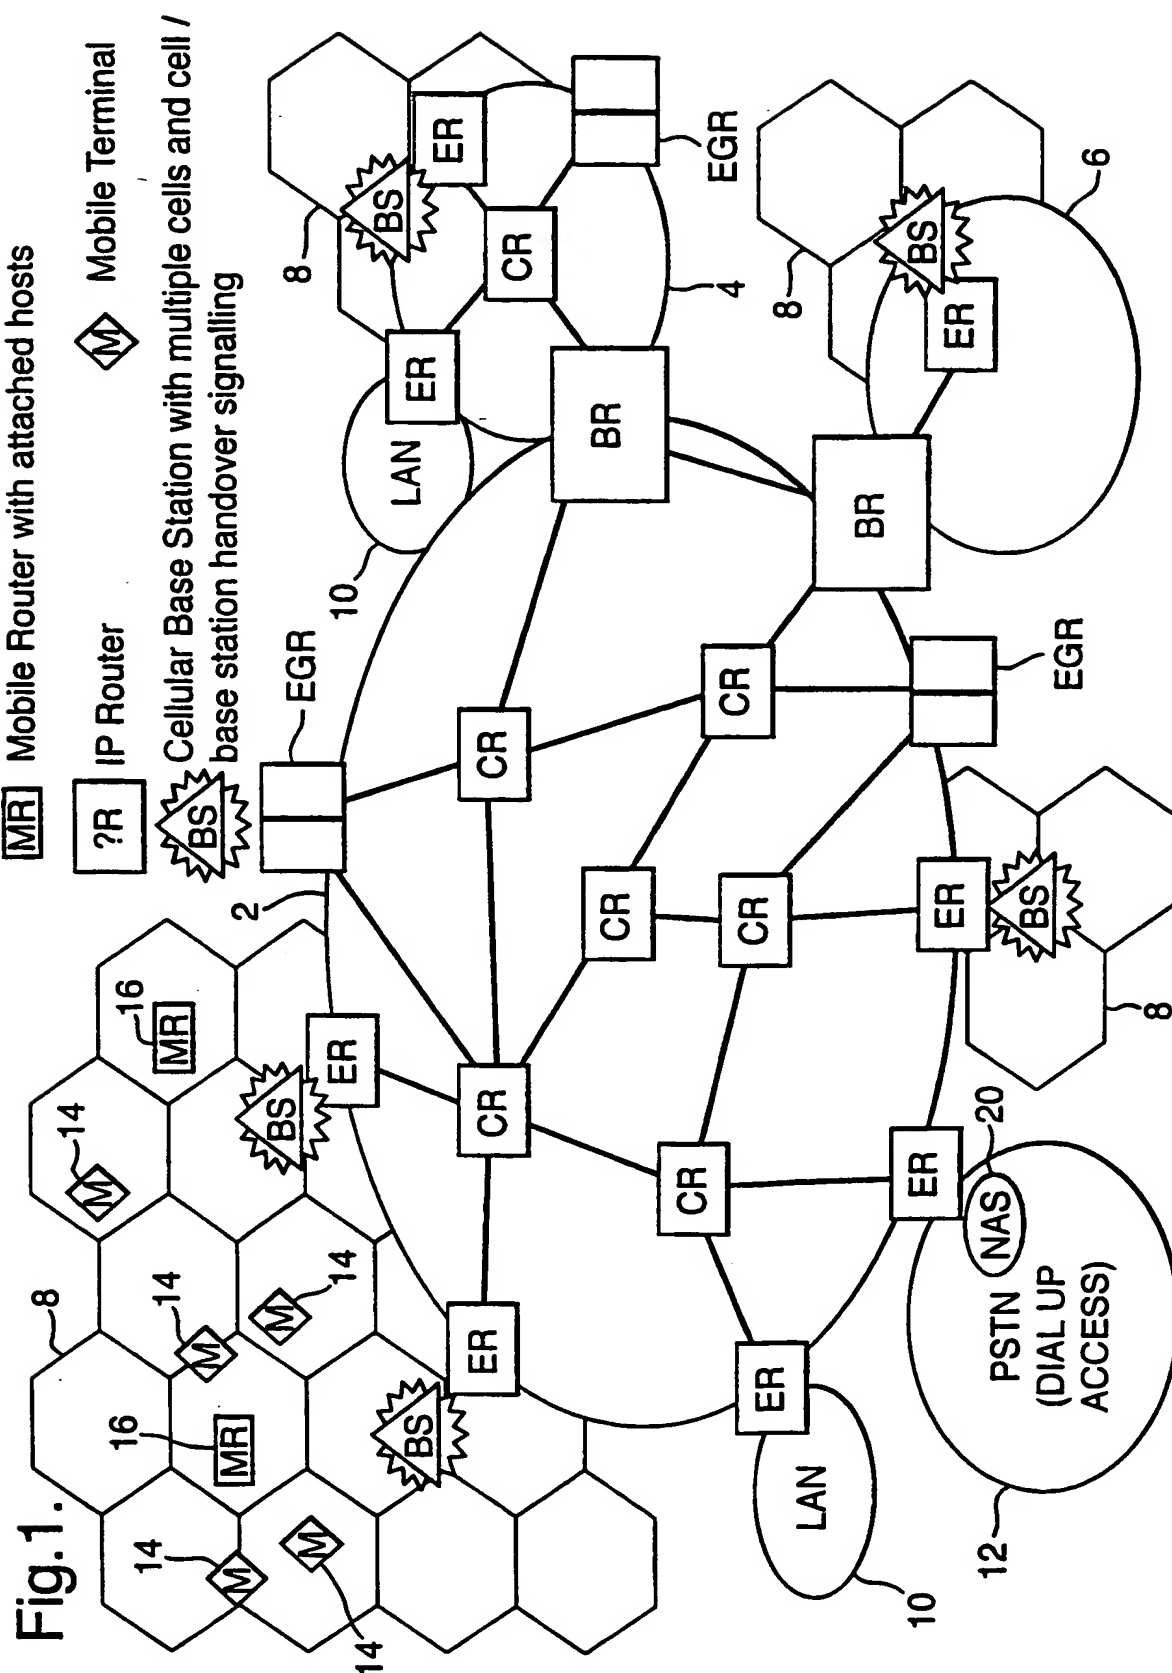 Fig.1.
MR Mobile Router with attached hosts
?R IP Router
M Mobile Terminal
BS Cellular Base Station with multiple cells and cell /
base station handover signalling
14
16
14
8
14
16
14
14
M
MR
M
M
MR
M
M
2
EGR
10
8
BS
BS
BS
ER
ER
LAN
ER
ER
CR
CR
CR
EGR
BR
4
CR
CR
CR
CR
BR
8
BS
ER
6
LAN
ER
ER
ER
EGR
10
PSTN
(DIAL UP
ACCESS)
NAS
20
BS
8
12